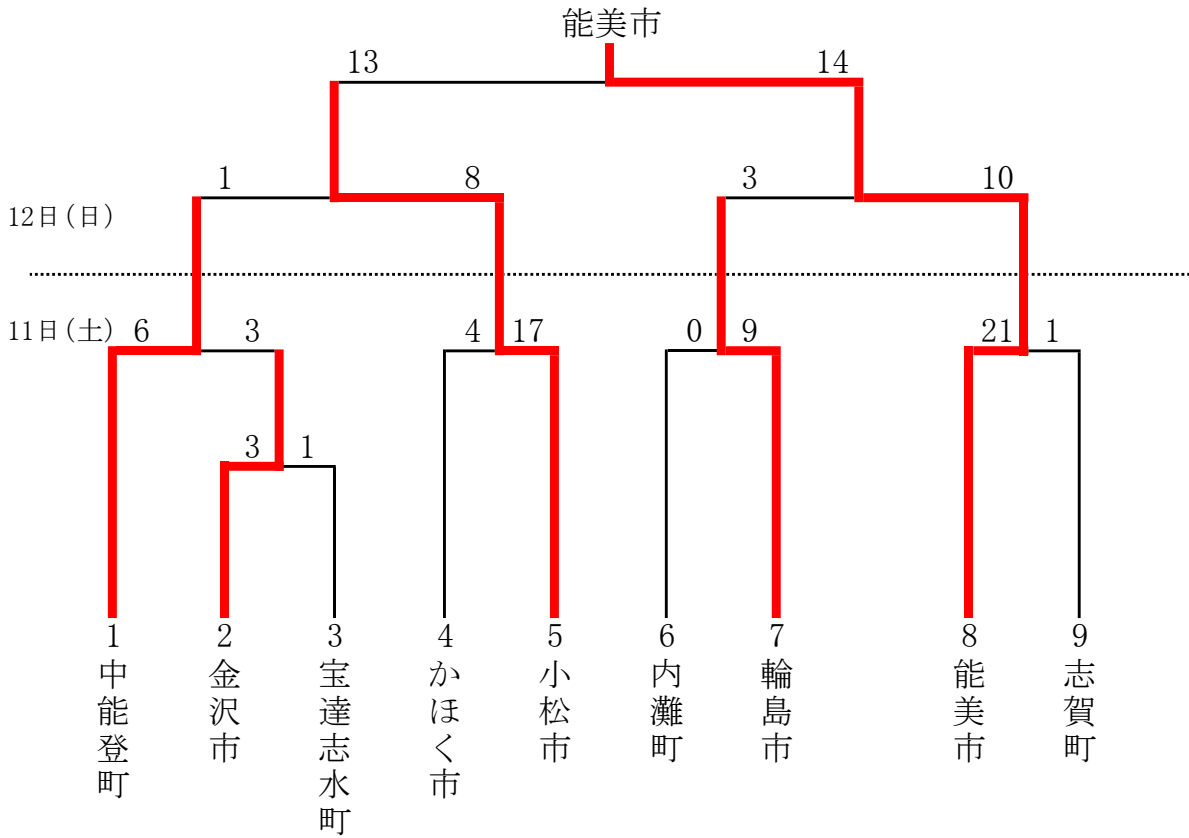 能美市
13 14
1 8 3 10
12日(日)
11日(土) 6 3 4 17 0 9 21 1
3 1
1 2 3 4 5 6 7 8 9
中能登町
金沢市
宝達志水町
かほく市
小松市
内灘町
輪島市
能美市
志賀町